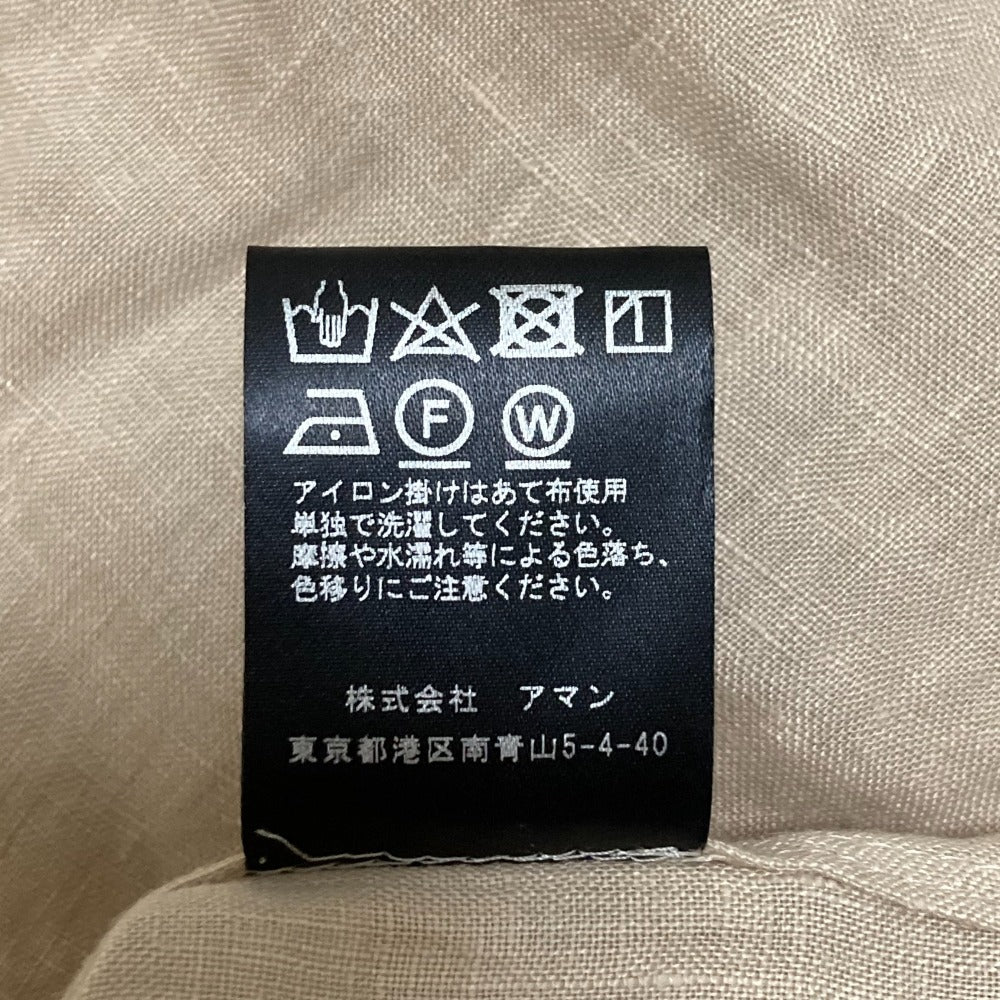 F W
アイロン掛けはあて布使用
単独で洗濯してください。
摩擦や水濡れ等による色落ち、
色移りにご注意ください。
株式会社 アマン
東京都港区南青山5-4-40